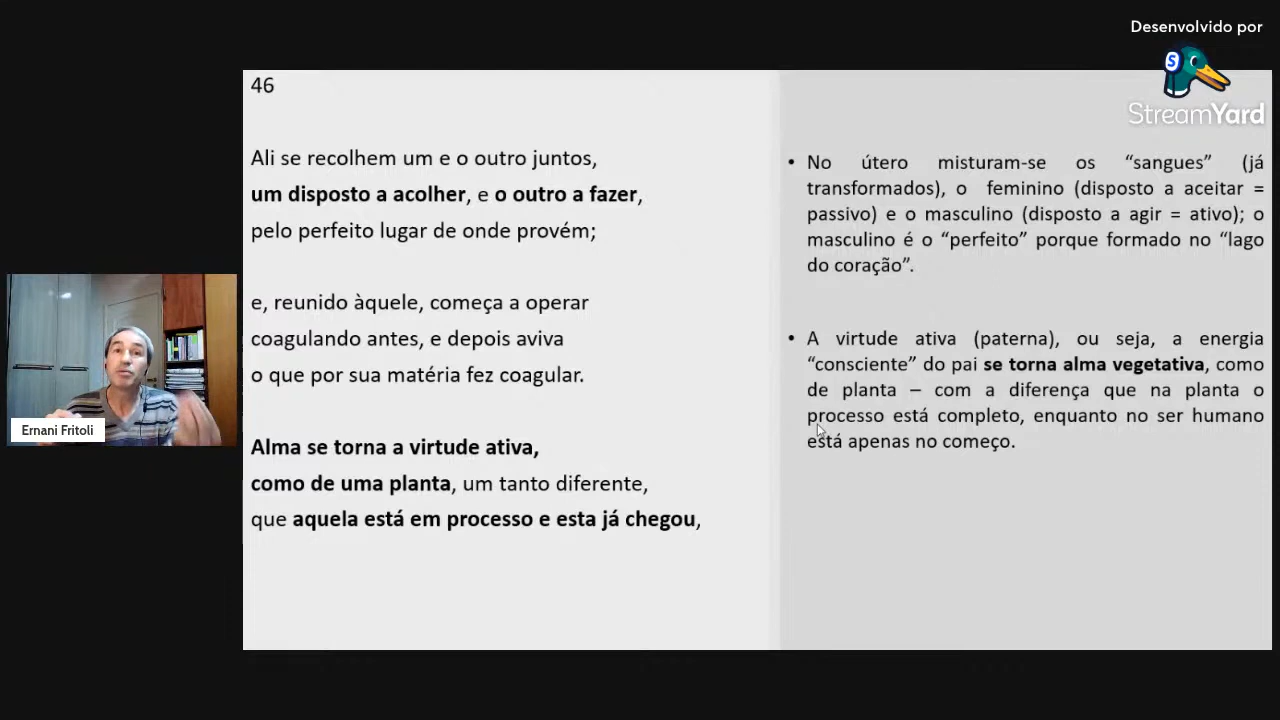 Desenvolvido por
StreamYard
46
Ali se recolhem um e o outro juntos,
um disposto a acolher, e o outro a fazer,
pelo perfeito lugar de onde provém;
e, reunido àquele, começa a operar
coagulando antes, e depois aviva
o que por sua matéria fez coagular.
Alma se torna a virtude ativa,
como de uma planta, um tanto diferente,
que aquela está em processo e esta já chegou,
• No útero misturam-se os “sangues” (já
transformados), o feminino (disposto a aceitar =
passivo) e o masculino (disposto a agir = ativo); o
masculino é o “perfeito” porque formado no “lago
do coração”.
• A virtude ativa (paterna), ou seja, a energia
“consciente” do pai se torna alma vegetativa, como
de planta – com a diferença que na planta o
processo está completo, enquanto no ser humano
está apenas no começo.
Ernani Fritoli